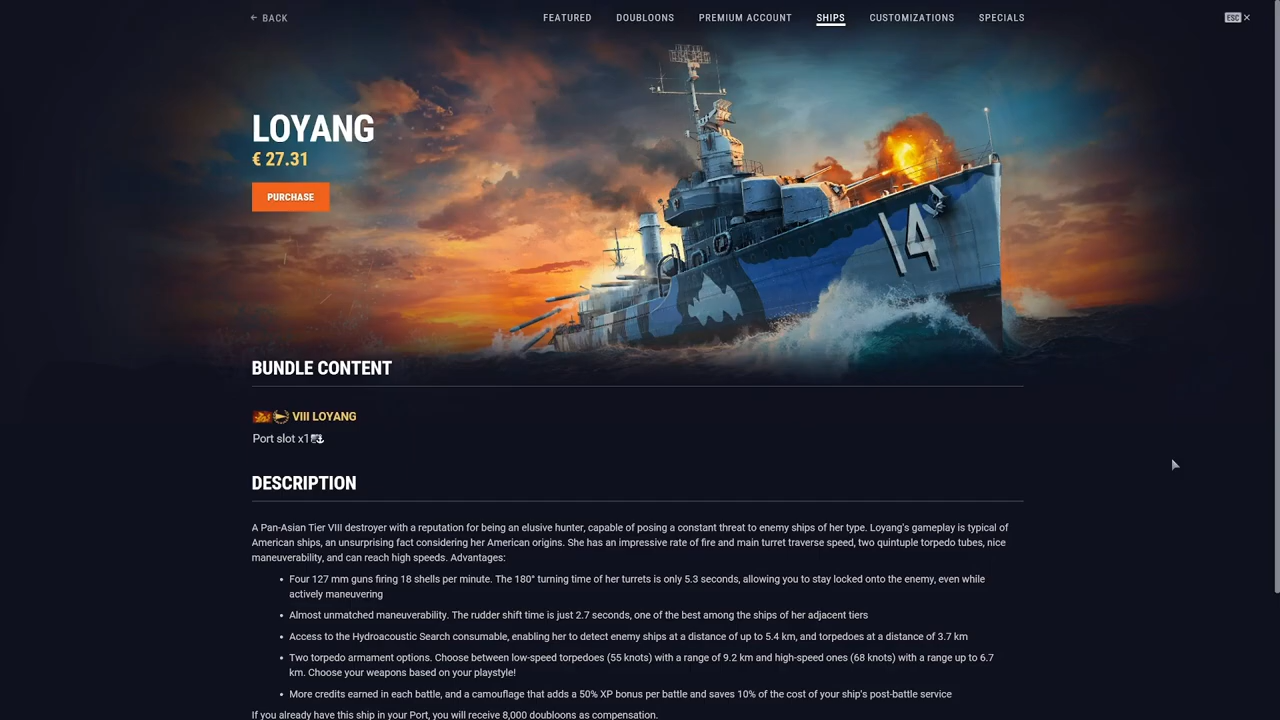 ← BACK
FEATURED DOUBLOONS PREMIUM ACCOUNT SHIPS CUSTOMIZATIONS SPECIALS
ESC ×
LOYANG
€ 27.31
PURCHASE
14
BUNDLE CONTENT
VIII LOYANG
Port slot x1
DESCRIPTION
A Pan-Asian Tier VIII destroyer with a reputation for being an elusive hunter, capable of posing a constant threat to enemy ships of her type. Loyang's gameplay is typical of
American ships, an unsurprising fact considering her American origins. She has an impressive rate of fire and main turret traverse speed, two quintuple torpedo tubes, nice
maneuverability, and can reach high speeds. Advantages:
• Four 127 mm guns firing 18 shells per minute. The 180° turning time of her turrets is only 5.3 seconds, allowing you to stay locked onto the enemy, even while
actively maneuvering
• Almost unmatched maneuverability. The rudder shift time is just 2.7 seconds, one of the best among the ships of her adjacent tiers
• Access to the Hydroacoustic Search consumable, enabling her to detect enemy ships at a distance of up to 5.4 km, and torpedoes at a distance of 3.7 km
• Two torpedo armament options. Choose between low-speed torpedoes (55 knots) with a range of 9.2 km and high-speed ones (68 knots) with a range up to 6.7
km. Choose your weapons based on your playstyle!
• More credits earned in each battle, and a camouflage that adds a 50% XP bonus per battle and saves 10% of the cost of your ship's post-battle service
If you already have this ship in your Port, you will receive 8,000 doubloons as compensation.